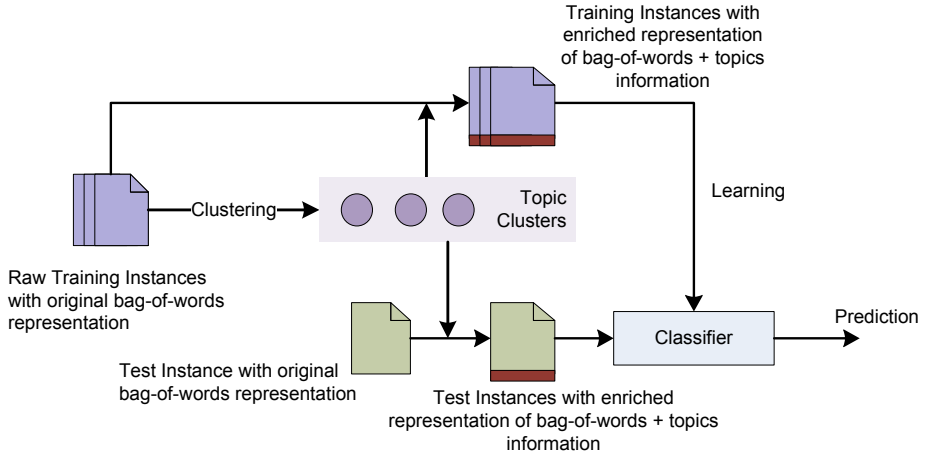 Training Instances with
enriched representation
of bag-of-words + topics
information
Clustering
Topic
Clusters
Learning
Raw Training Instances
with original bag-of-words
representation
Classifier
Prediction
Test Instance with original
bag-of-words representation
Test Instances with enriched
representation of bag-of-words + topics
information